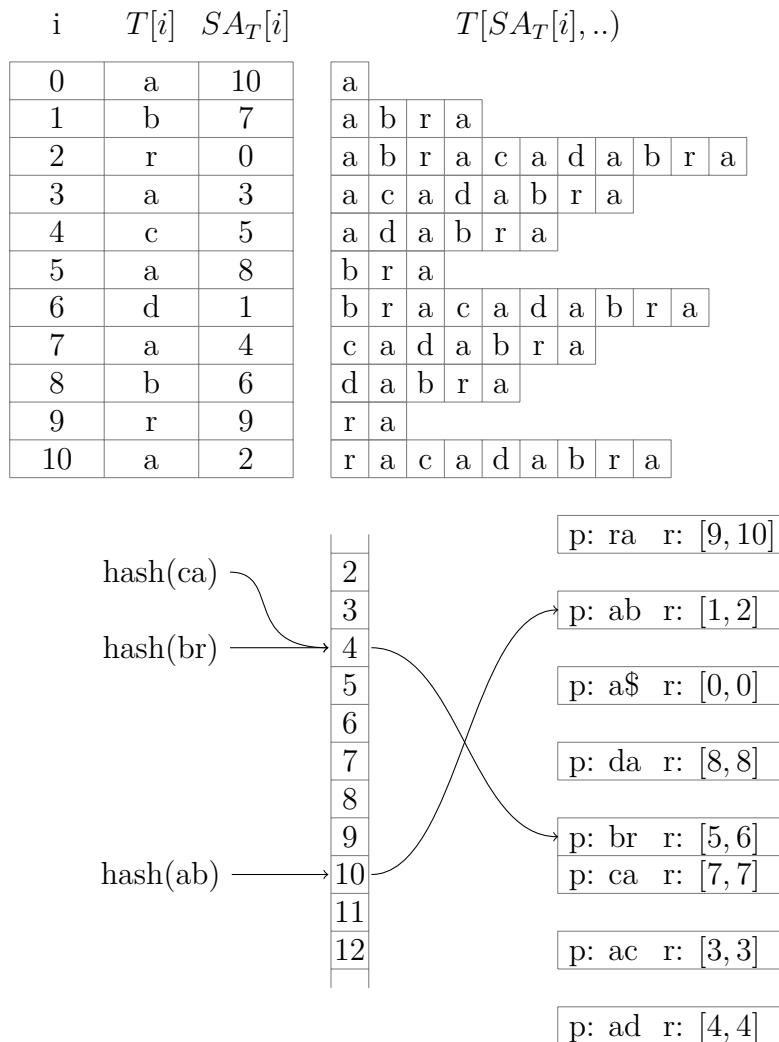 i T[i] SA_T[i] T[SA_T[i],..)
0 a 10 a
1 b 7 a b r a
2 r 0 a b r a c a d a b r a
3 a 3 a c a d a b r a
4 c 5 a d a b r a
5 a 8 b r a
6 d 1 b r a c a d a b r a
7 a 4 c a d a b r a
8 b 6 d a b r a
9 r 9 r a
10 a 2 r a c a d a b r a
p: ra r: [9, 10]
hash(ca) 2
3 p: ab r: [1, 2]
hash(br) 4
5 p: a$ r: [0, 0]
6
7 p: da r: [8, 8]
8
9 p: br r: [5, 6]
hash(ab) 10 p: ca r: [7, 7]
11
12 p: ac r: [3, 3]
p: ad r: [4, 4]